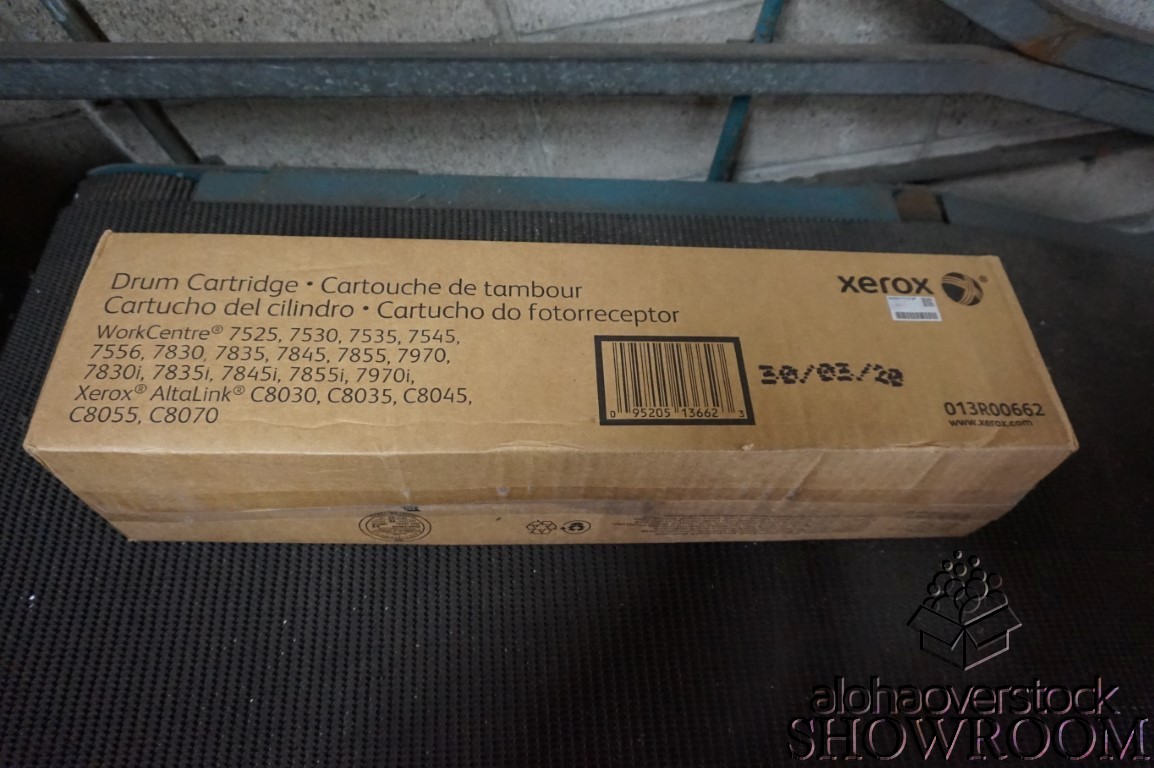 Drum Cartridge • Cartouche de tambour
Cartucho del cilindro • Cartucho do fotorreceptor
WorkCentre® 7525, 7530, 7535, 7545,
7556, 7830, 7835, 7845, 7855, 7970,
7830i, 7835i, 7845i, 7855i, 7970i,
Xerox® AltaLink® C8030, C8035, C8045,
C8055, C8070
xerox®
0 95205 13662 3
30/03/20
013R00662
www.xerox.com
alohaoverstock
SHOWROOM